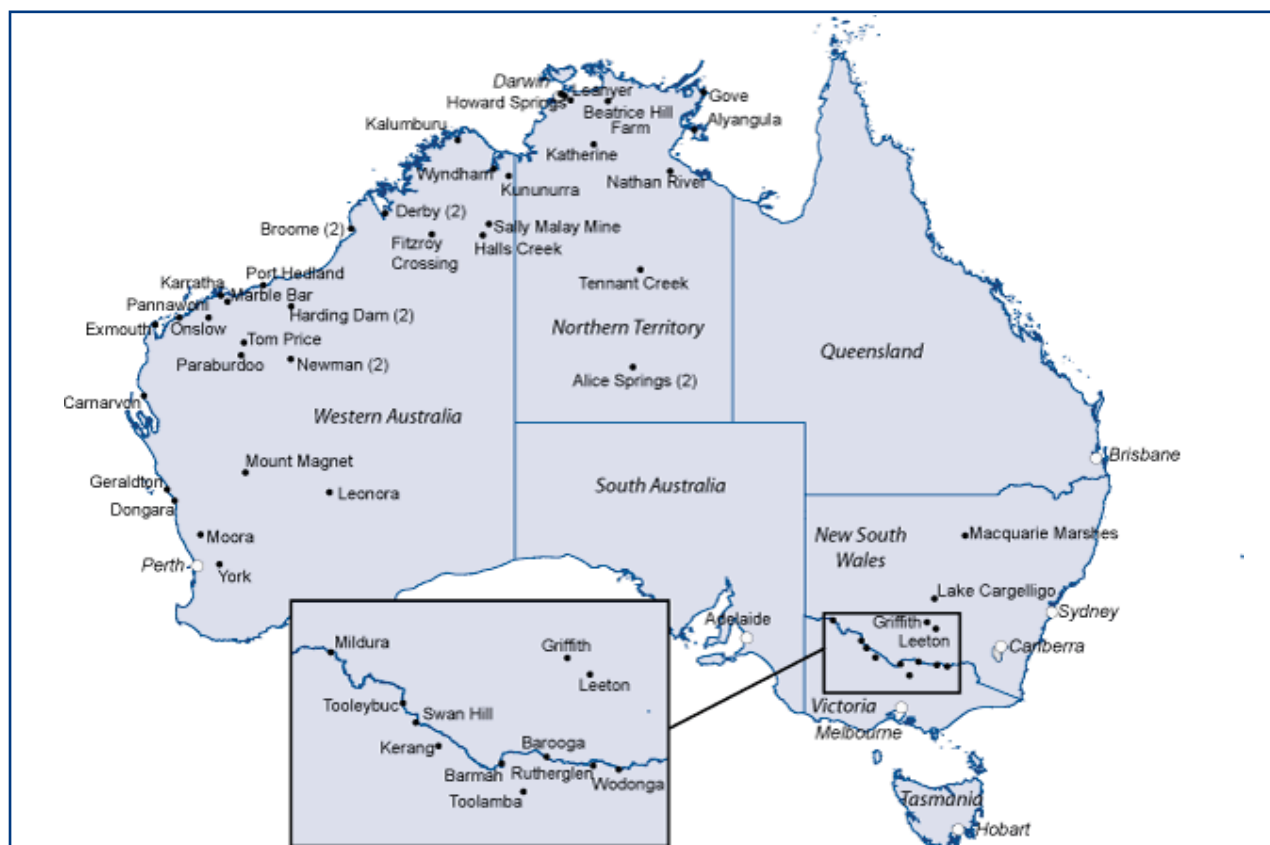 Darwin
Leanyer
Howard Springs
Gove
Beatrice Hill
Farm
Alyangula
Kalumburu
Katherine
Wyndham
Kununurra
Nathan River
Derby (2)
Broome (2)
Sally Malay Mine
Fitzroy
Crossing
Halls Creek
Port Hedland
Tennant Creek
Karratha
Marble Bar
Pannawoni
Harding Dam (2)
Exmouth
Onslow
Northern Territory
Tom Price
Queensland
Paraburdoo
Newman (2)
Alice Springs (2)
Carnarvon
Western Australia
Brisbane
Mount Magnet
Geraldton
South Australia
Leonora
Dongara
Moora
New South
Wales
Macquarie Marshes
Perth
York
Lake Cargelligo
Adelaide
Griffith
Sydney
Leeton
Canberra
Mildura
Griffith
Leeton
Tooleybuc
Swan Hill
Victoria
Melbourne
Kerang
Barooga
Barmah
Rutherglen
Wodonga
Toolamba
Tasmania
Hobart